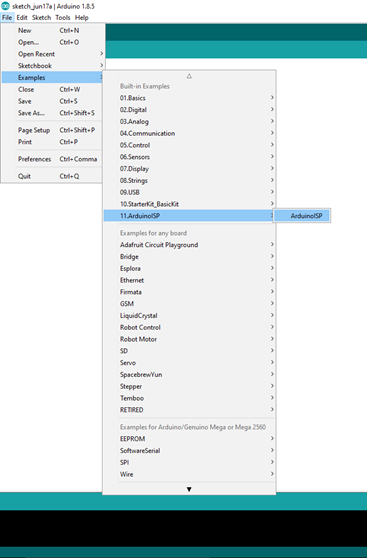 sketch_jun17a | Arduino 1.8.5
File Edit Sketch Tools Help
New Ctrl+N
Open... Ctrl+O
Open Recent
Sketchbook
Examples
Close Ctrl+W
Save Ctrl+S
Save As... Ctrl+Shift+S
Page Setup Ctrl+Shift+P
Print Ctrl+P
Preferences Ctrl+Comma
Quit Ctrl+Q
Built-in Examples
01.Basics
02.Digital
03.Analog
04.Communication
05.Control
06.Sensors
07.Display
08.Strings
09.USB
10.StarterKit_BasicKit
11.ArduinoISP
ArduinoISP
Examples for any board
Adafruit Circuit Playground
Bridge
Esplora
Ethernet
Firmata
GSM
LiquidCrystal
Robot Control
Robot Motor
SD
Servo
SpacebrewYun
Stepper
Temboo
RETIRED
Examples for Arduino/Genuino Mega or Mega 2560
EEPROM
SoftwareSerial
SPI
Wire